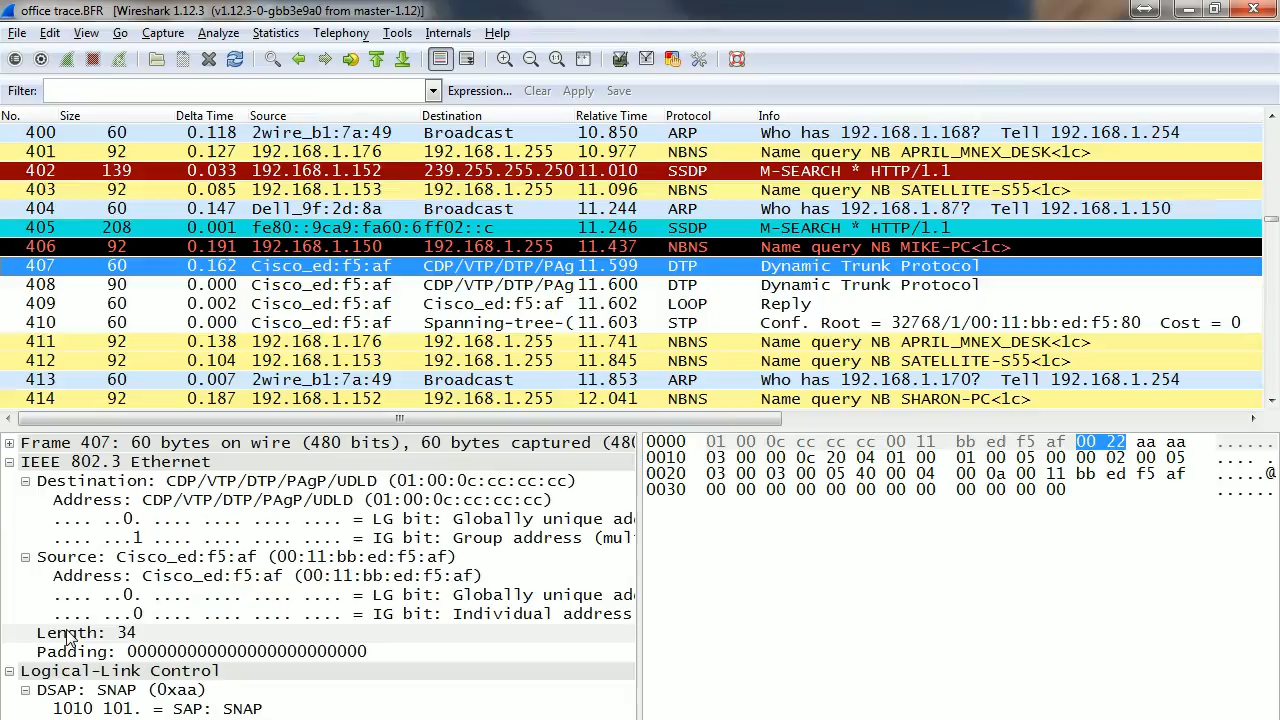 office trace.BFR [Wireshark 1.12.3 (v1.12.3-0-gbb3e9a0 from master-1.12)]
File Edit View Go Capture Analyze Statistics Telephony Tools Internals Help
Filter: Expression... Clear Apply Save
No. Size Delta Time Source Destination Relative Time Protocol Info
400 60 0.118 2wire_b1:7a:49 Broadcast 10.850 ARP Who has 192.168.1.168? Tell 192.168.1.254
401 92 0.127 192.168.1.176 192.168.1.255 10.977 NBNS Name query NB APRIL_MNEX_DESK<1c>
402 139 0.033 192.168.1.152 239.255.255.250 11.010 SSDP M-SEARCH * HTTP/1.1
403 92 0.085 192.168.1.153 192.168.1.255 11.096 NBNS Name query NB SATELLITE-S55<1c>
404 60 0.147 Dell_9f:2d:8a Broadcast 11.244 ARP Who has 192.168.1.87? Tell 192.168.1.150
405 208 0.001 fe80::9ca9:fa60:6 ff02::c 11.246 SSDP M-SEARCH * HTTP/1.1
406 92 0.191 192.168.1.150 192.168.1.255 11.437 NBNS Name query NB MIKE-PC<1c>
407 60 0.162 Cisco_ed:f5:af CDP/VTP/DTP/PAg 11.599 DTP Dynamic Trunk Protocol
408 90 0.000 Cisco_ed:f5:af CDP/VTP/DTP/PAg 11.600 DTP Dynamic Trunk Protocol
409 60 0.002 Cisco_ed:f5:af Cisco_ed:f5:af 11.602 LOOP Reply
410 60 0.000 Cisco_ed:f5:af Spanning-tree-( 11.603 STP Conf. Root = 32768/1/00:11:bb:ed:f5:80 Cost = 0
411 92 0.138 192.168.1.176 192.168.1.255 11.741 NBNS Name query NB APRIL_MNEX_DESK<1c>
412 92 0.104 192.168.1.153 192.168.1.255 11.845 NBNS Name query NB SATELLITE-S55<1c>
413 60 0.007 2wire_b1:7a:49 Broadcast 11.853 ARP Who has 192.168.1.170? Tell 192.168.1.254
414 92 0.187 192.168.1.152 192.168.1.255 12.041 NBNS Name query NB SHARON-PC<1c>
Frame 407: 60 bytes on wire (480 bits), 60 bytes captured (480
IEEE 802.3 Ethernet
Destination: CDP/VTP/DTP/PAgP/UDLD (01:00:0c:cc:cc:cc)
Address: CDP/VTP/DTP/PAgP/UDLD (01:00:0c:cc:cc:cc)
.... ..0. .... .... .... .... = LG bit: Globally unique ad
.... ...1 .... .... .... .... = IG bit: Group address (mul
Source: Cisco_ed:f5:af (00:11:bb:ed:f5:af)
Address: Cisco_ed:f5:af (00:11:bb:ed:f5:af)
.... ..0. .... .... .... .... = LG bit: Globally unique ad
.... ...0 .... .... .... .... = IG bit: Individual address
Length: 34
Padding: 000000000000000000000000
Logical-Link Control
DSAP: SNAP (0xaa)
1010 101. = SAP: SNAP
0000 01 00 0c cc cc cc 00 11 bb ed f5 af 00 22 aa aa ......
0010 03 00 00 0c 20 04 01 00 01 00 05 00 00 02 00 05 .... .
0020 03 00 03 00 05 40 00 04 00 0a 00 11 bb ed f5 af .....@
0030 00 00 00 00 00 00 00 00 00 00 00 00 ......